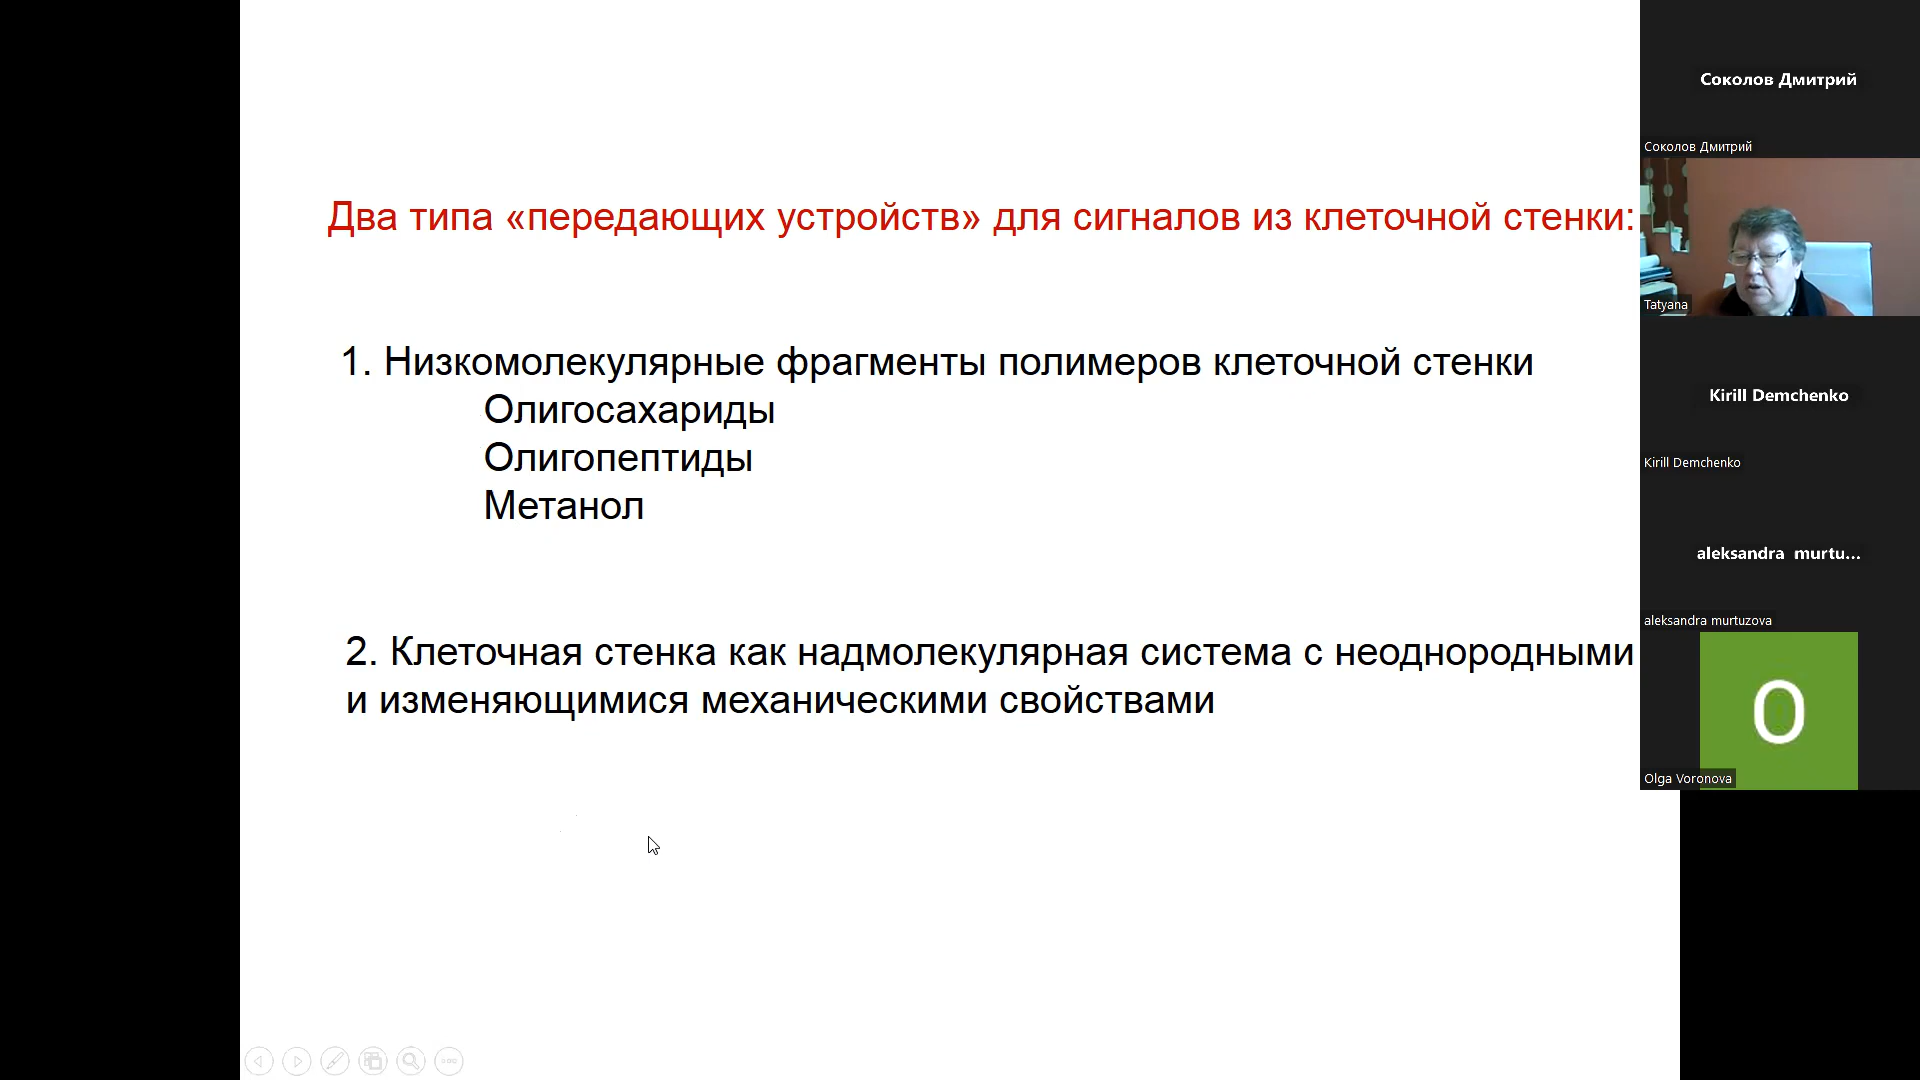 Два типа «передающих устройств» для сигналов из клеточной стенки:
1. Низкомолекулярные фрагменты полимеров клеточной стенки
Олигосахариды
Олигопептиды
Метанол
2. Клеточная стенка как надмолекулярная система с неоднородными
и изменяющимися механическими свойствами
Соколов Дмитрий
Соколов Дмитрий
Tatyana
Kirill Demchenko
Kirill Demchenko
aleksandra murtu...
aleksandra murtuzova
O
Olga Voronova